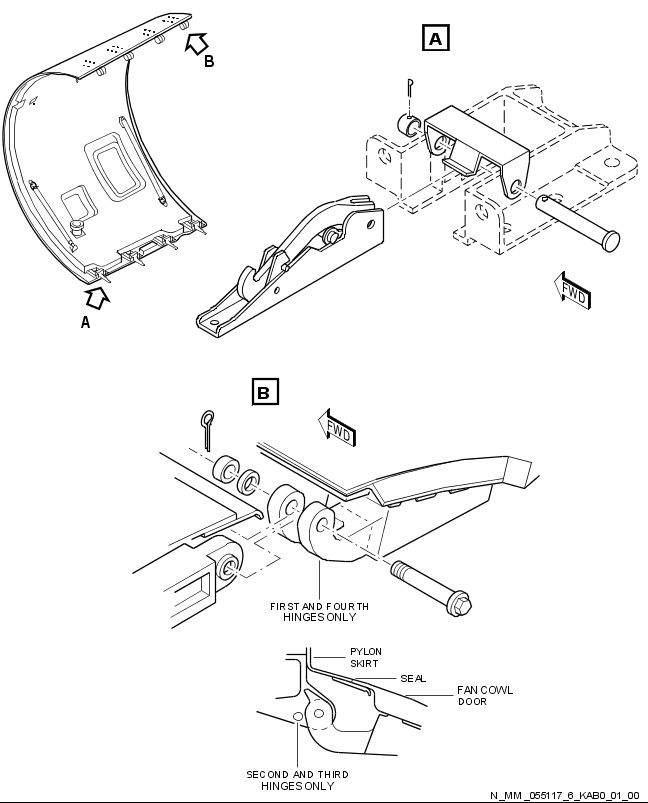 A
B
A
FWD
B
FWD
FIRST AND FOURTH
HINGES ONLY
PYLON
SKIRT
SEAL
FAN COWL
DOOR
SECOND AND THIRD
HINGES ONLY
N_MM_055117_6_KAB0_01_00